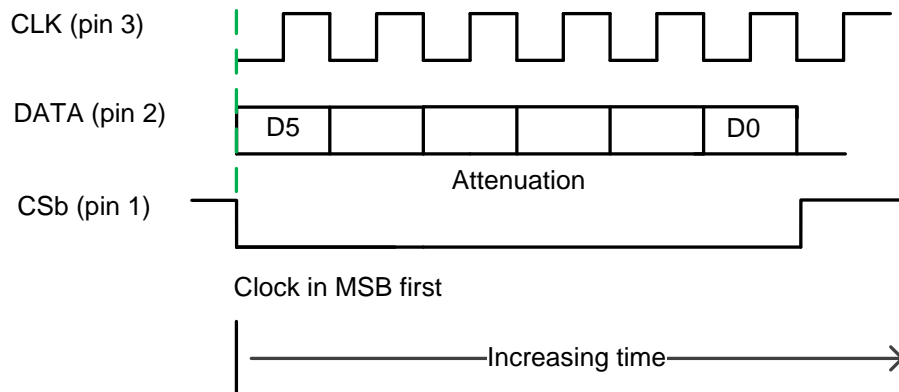 CLK (pin 3)
DATA (pin 2)
D5
D0
Attenuation
CSb (pin 1)
Clock in MSB first
Increasing time